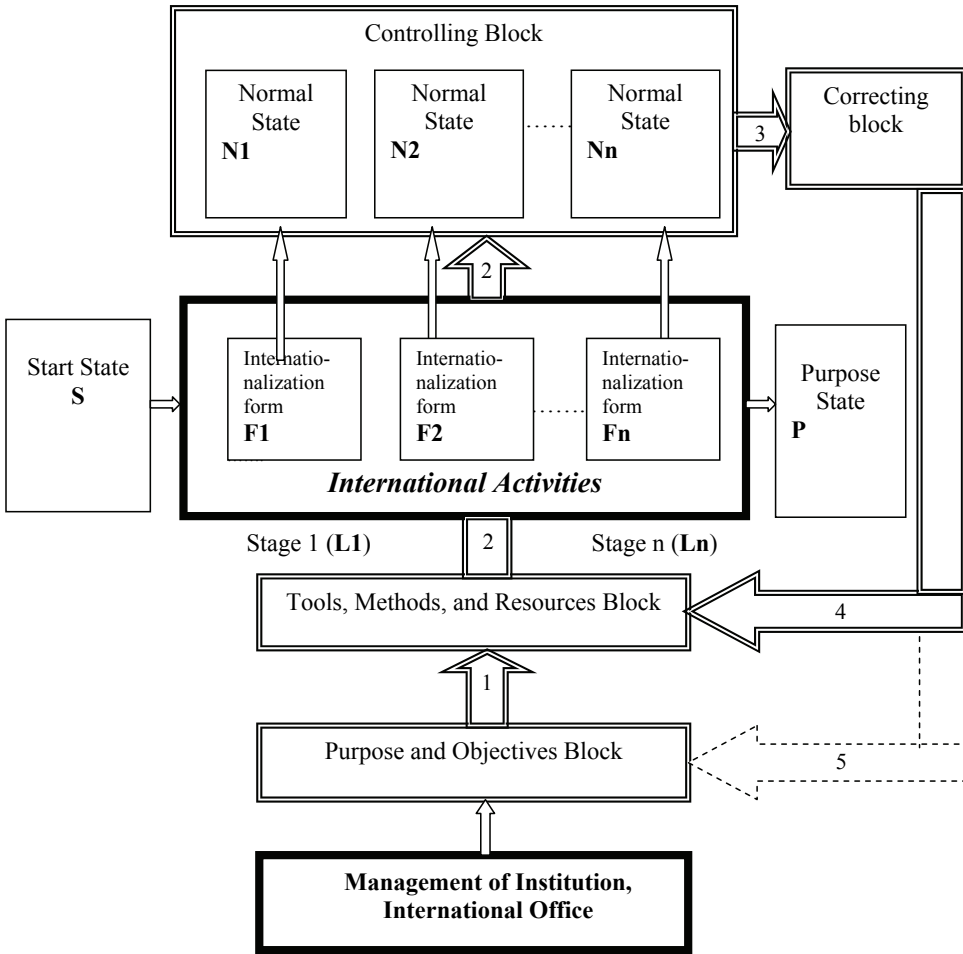 Controlling Block
Normal
State
N1
Normal
State
N2
Normal
State
Nn
3
Correcting
block
2
Start State
S
Internatio-
nalization
form
F1
Internatio-
nalization
form
F2
Internatio-
nalization
form
Fn
International Activities
Purpose
State
P
Stage 1 (L1)
2
Stage n (Ln)
Tools, Methods, and Resources Block
4
1
Purpose and Objectives Block
5
Management of Institution,
International Office